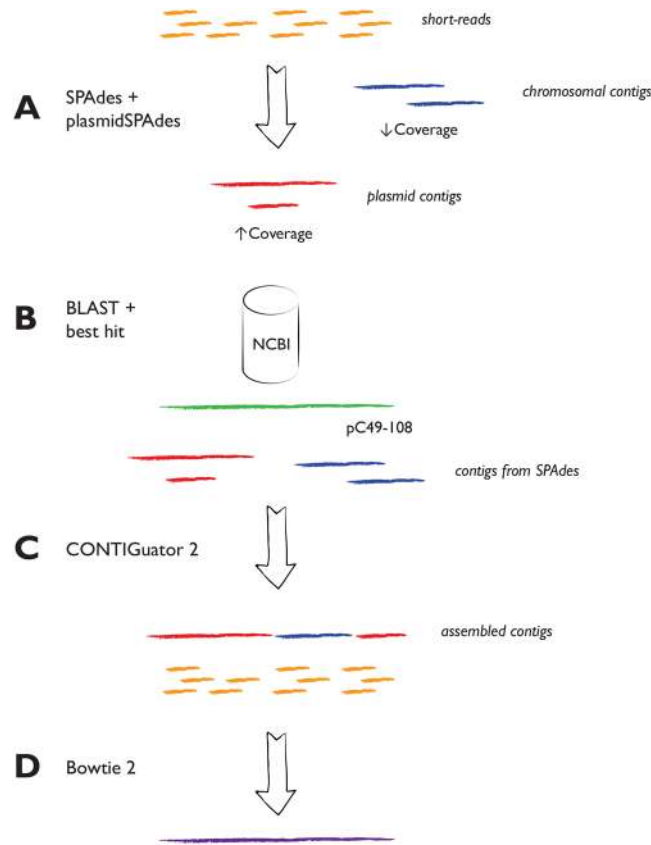 short-reads
A
SPAdes +
plasmidSPAdes
chromosomal contigs
↓Coverage
plasmid contigs
↑Coverage
B
BLAST +
best hit
NCBI
pC49-108
contigs from SPAdes
C
CONTIGuator 2
assembled contigs
D
Bowtie 2